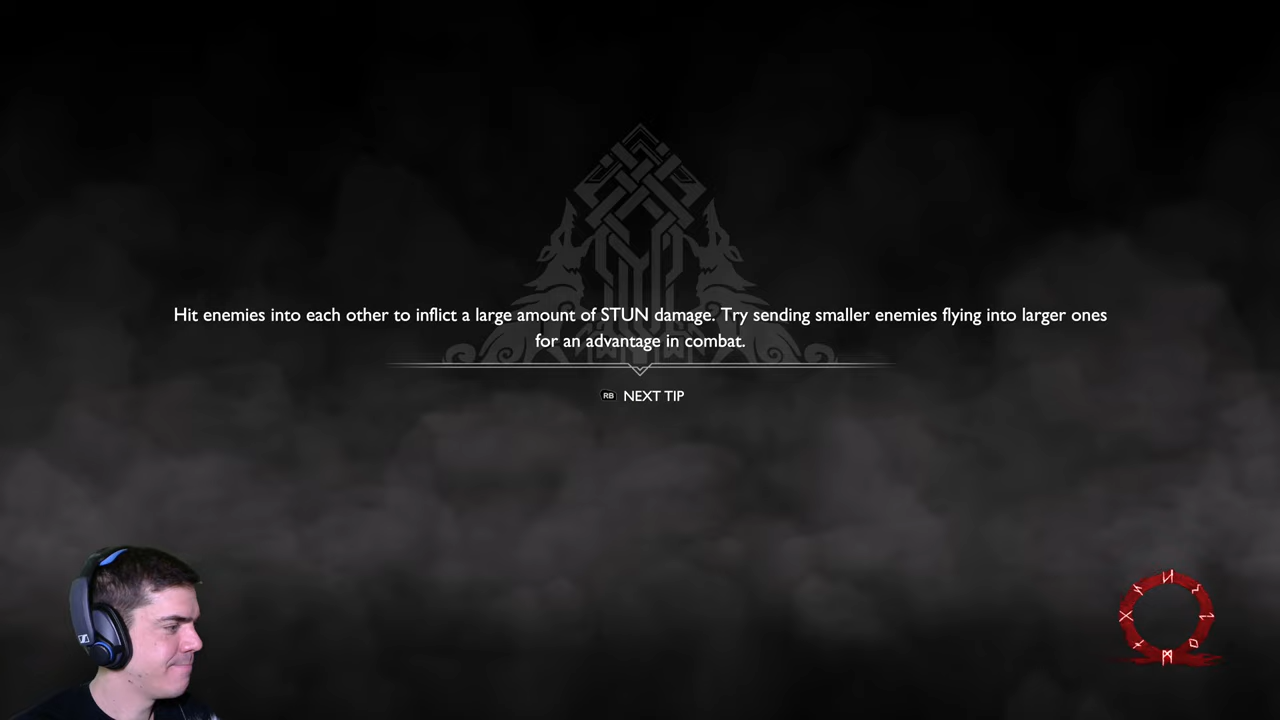 Hit enemies into each other to inflict a large amount of STUN damage. Try sending smaller enemies flying into larger ones
for an advantage in combat.
RB NEXT TIP